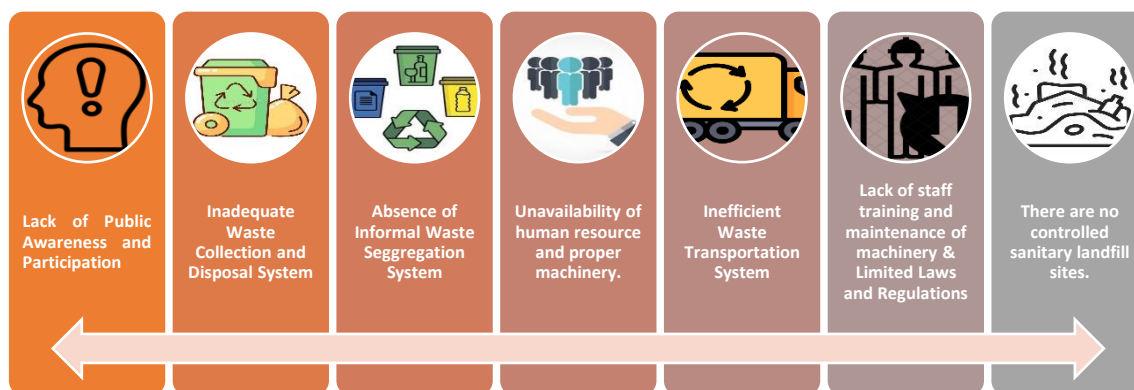 Lack of Public
Awareness and
Participation
Inadequate
Waste
Collection and
Disposal System
Absence of
Informal Waste
Seggregation
System
Unavailability of
human resource
and proper
machinery.
Inefficient
Waste
Transportation
System
Lack of staff
training and
maintenance of
machinery &
Limited Laws
and Regulations
There are no
controlled
sanitary landfill
sites.